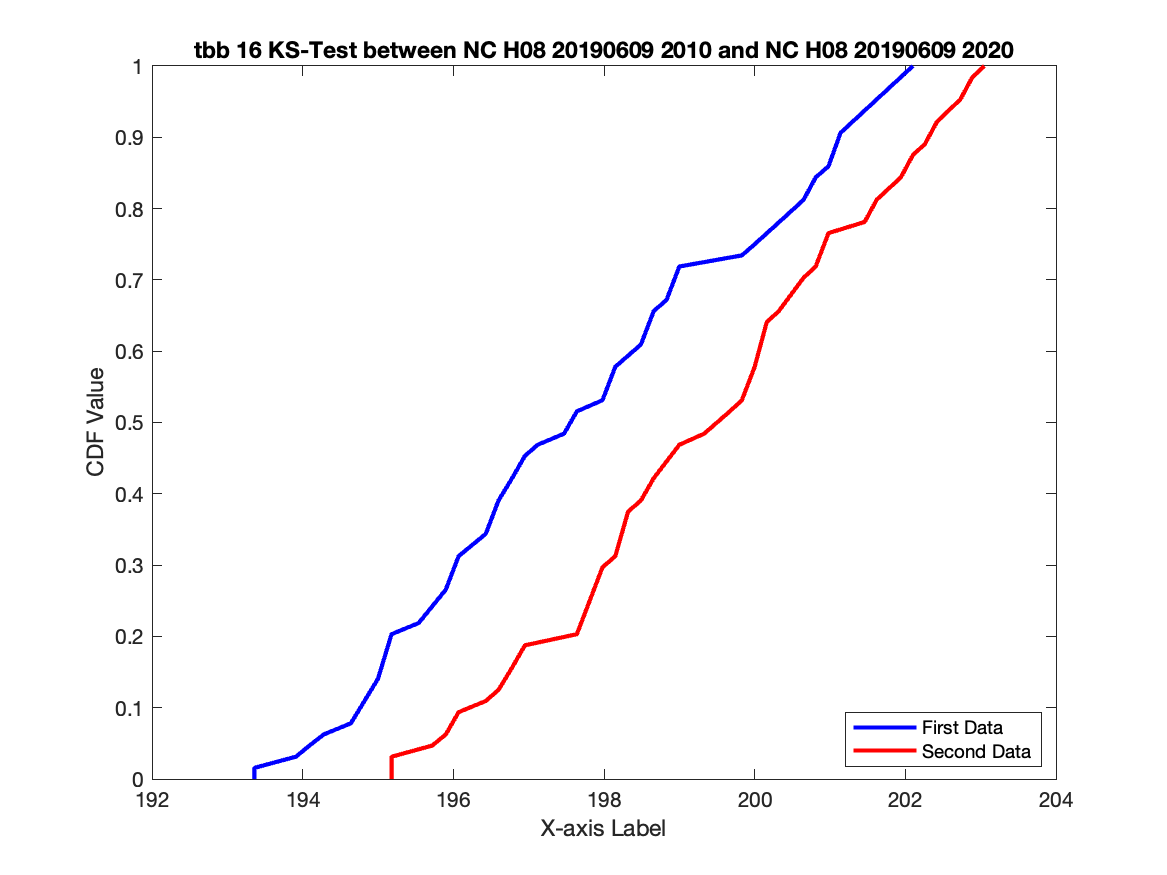 tbb 16 KS-Test between NC H08 20190609 2010 and NC H08 20190609 2020
1
0.9
0.8
0.7
0.6
0.5
0.4
0.3
0.2
0.1
0
CDF Value
First Data
Second Data
192 194 196 198 200 202 204
X-axis Label